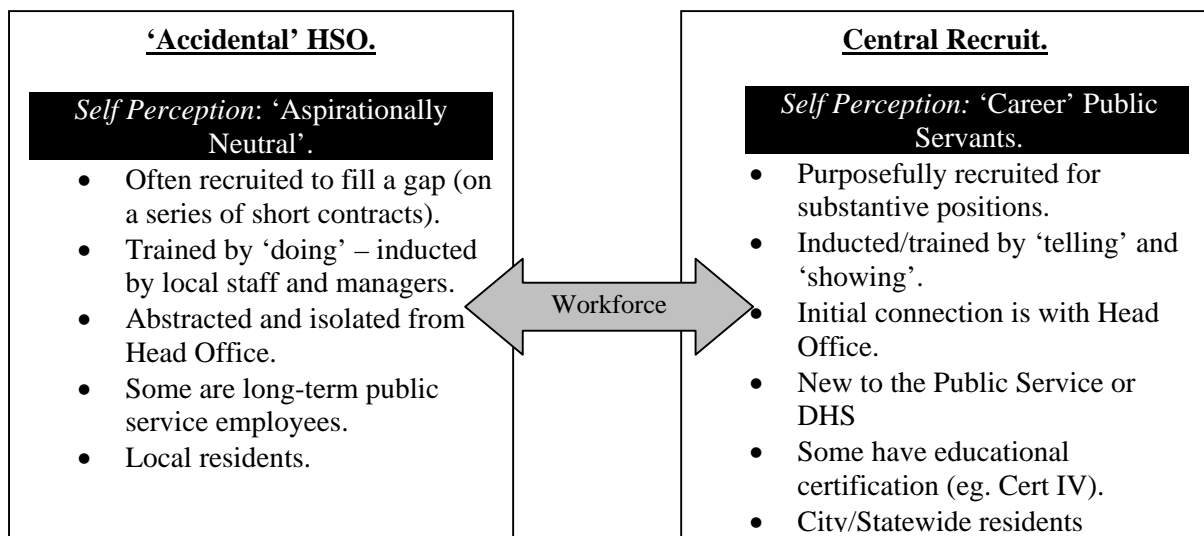 ‘Accidental’ HSO.
Self Perception: ‘Aspirationally
Neutral’.
• Often recruited to fill a gap (on
a series of short contracts).
• Trained by ‘doing’ – inducted
by local staff and managers.
• Abstracted and isolated from
Head Office.
• Some are long-term public
service employees.
• Local residents.
Workforce
Central Recruit.
Self Perception: ‘Career’ Public
Servants.
• Purposefully recruited for
substantive positions.
• Inducted/trained by ‘telling’ and
‘showing’.
• Initial connection is with Head
Office.
• New to the Public Service or
DHS
• Some have educational
certification (eg. Cert IV).
• City/Statewide residents